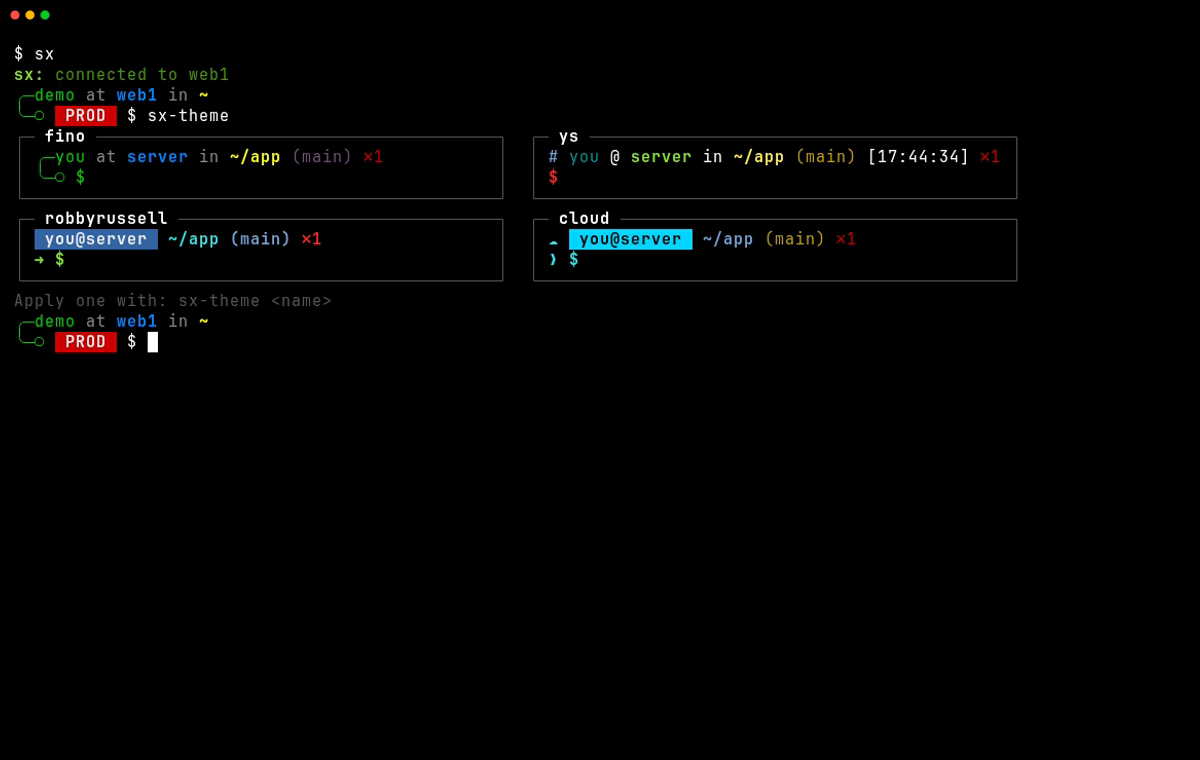 $ sx
sx: connected to web1
╭─demo at web1 in ~
╰─○ PROD $ sx-theme
fino
╭─you at server in ~/app (main) ×1
╰─○ $
ys
# you @ server in ~/app (main) [17:44:34] ×1
$
robbyrussell
you@server ~/app (main) ×1
➜ $
cloud
☁ you@server ~/app (main) ×1
❯ $
Apply one with: sx-theme <name>
╭─demo at web1 in ~
╰─○ PROD $